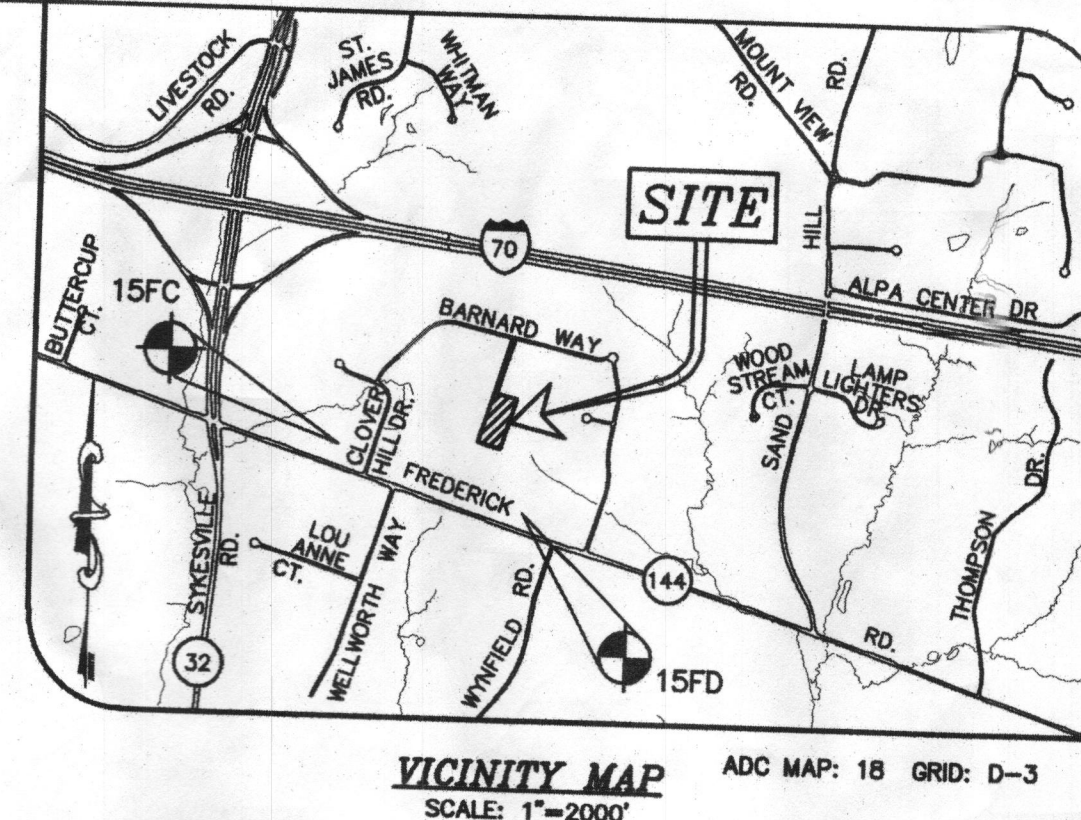 LIVESTOCK
RD.
ST.
JAMES
RD.
WHITMAN
WAY
MOUNT VIEW
RD.
RD.
SITE
HILL
70
ALPA CENTER DR
BUTTERCUP
CT.
15FC
BARNARD WAY
WOOD
STREAM
CT.
LAMP
LIGHTERS
DR
CLOVER
HILL DR.
SAND
FREDERICK
DR.
THOMPSON
SYKESVILLE
RD.
LOU
ANNE
CT.
WELLWORTH WAY
WYNFIELD RD.
144
RD.
32
15FD
VICINITY MAP
SCALE: 1"=2000'
ADC MAP: 18 GRID: D-3